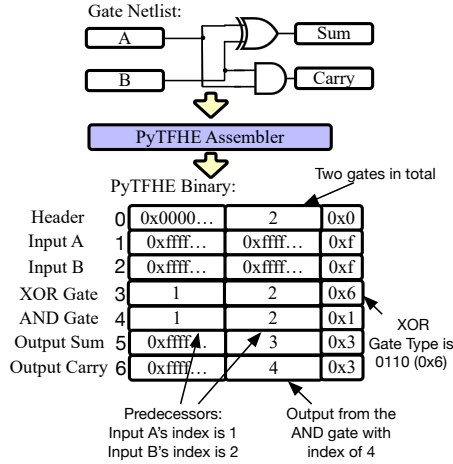 Gate Netlist:
A
Sum
B
Carry
PyTFHE Assembler
PyTFHE Binary:
Two gates in total
Header 0 0x0000... 2 0x0
Input A 1 0xffff... 0xffff... 0xf
Input B 2 0xffff... 0xffff... 0xf
XOR Gate 3 1 2 0x6
AND Gate 4 1 2 0x1
Output Sum 5 0xffff... 3 0x3
Output Carry 6 0xffff... 4 0x3
XOR
Gate Type is
0110 (0x6)
Predecessors:
Input A's index is 1
Input B's index is 2
Output from the
AND gate with
index of 4